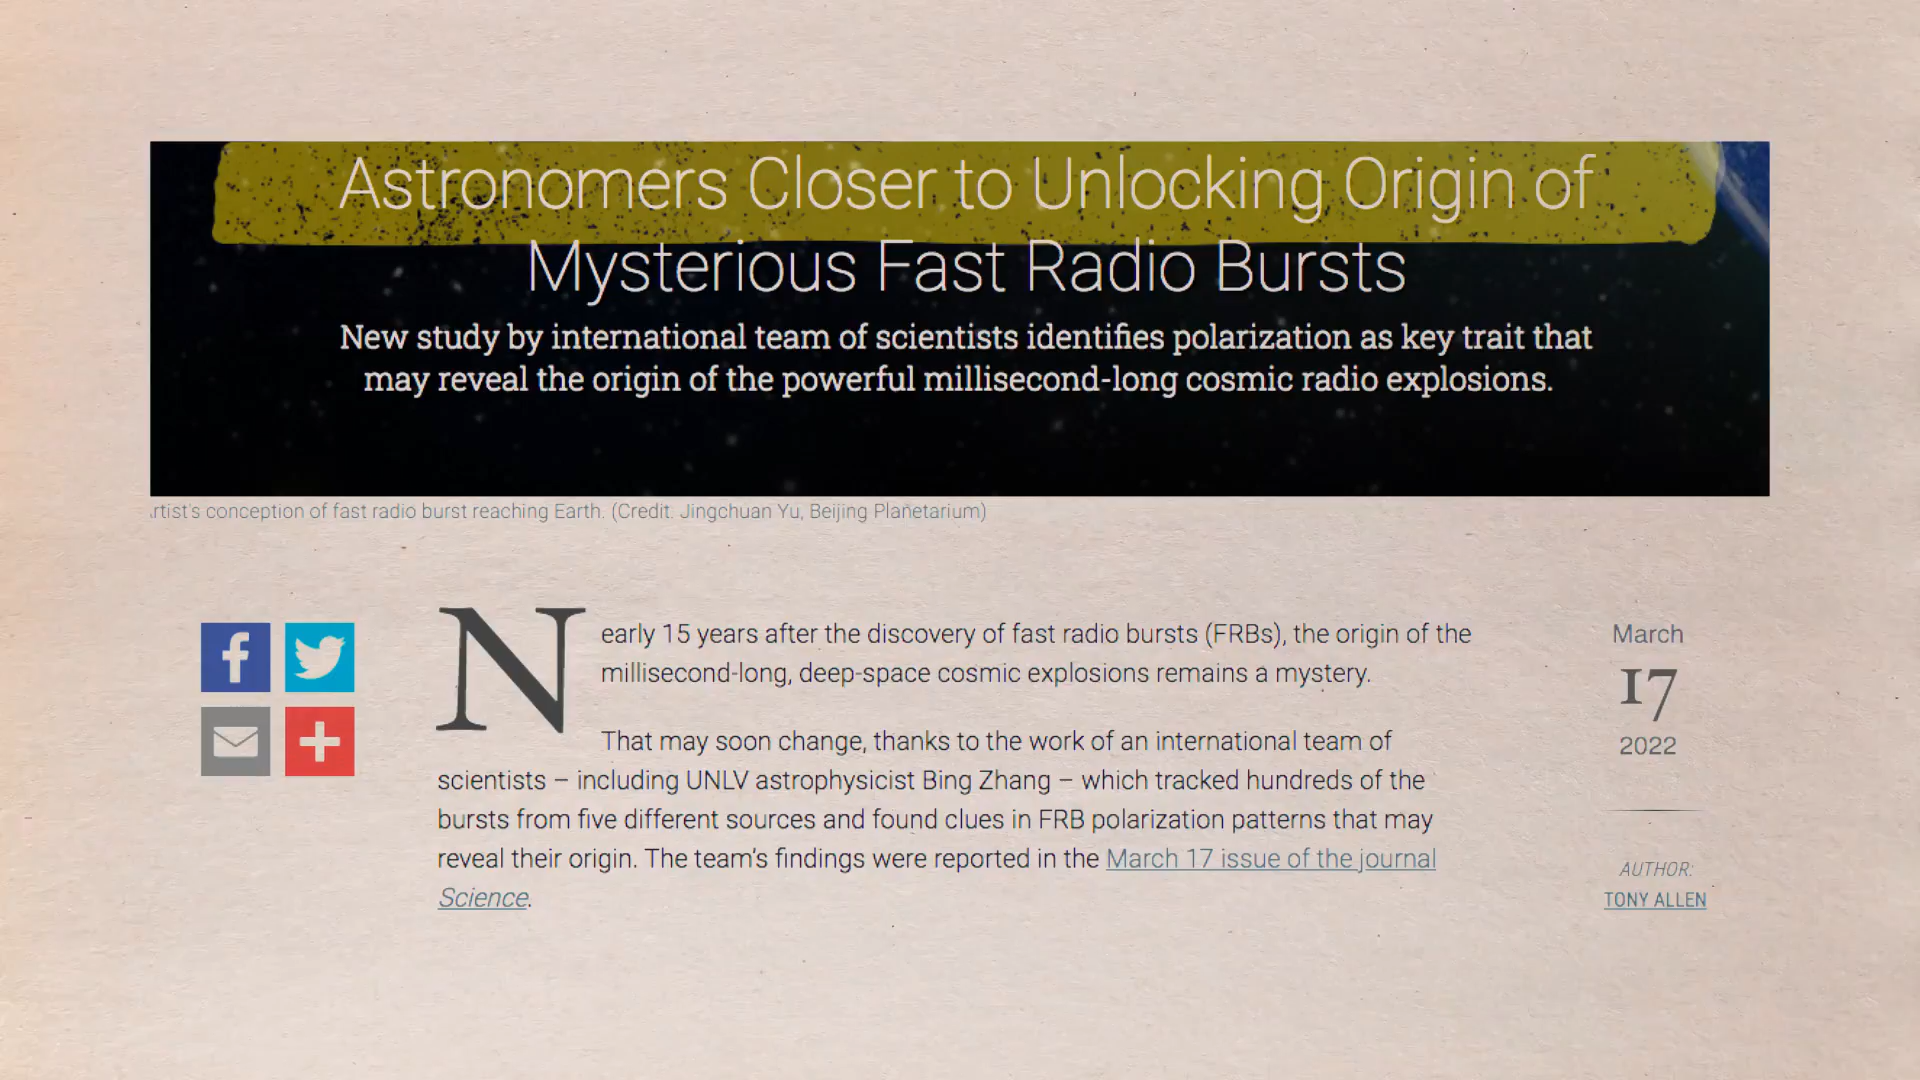 Astronomers Closer to Unlocking Origin of
Mysterious Fast Radio Bursts
New study by international team of scientists identifies polarization as key trait that
may reveal the origin of the powerful millisecond-long cosmic radio explosions.
rtist's conception of fast radio burst reaching Earth. (Credit: Jingchuan Yu, Beijing Planetarium)
Nearly 15 years after the discovery of fast radio bursts (FRBs), the origin of the
millisecond-long, deep-space cosmic explosions remains a mystery.
That may soon change, thanks to the work of an international team of
scientists – including UNLV astrophysicist Bing Zhang – which tracked hundreds of the
bursts from five different sources and found clues in FRB polarization patterns that may
reveal their origin. The team's findings were reported in the March 17 issue of the journal
Science.
March
17
2022
AUTHOR:
TONY ALLEN